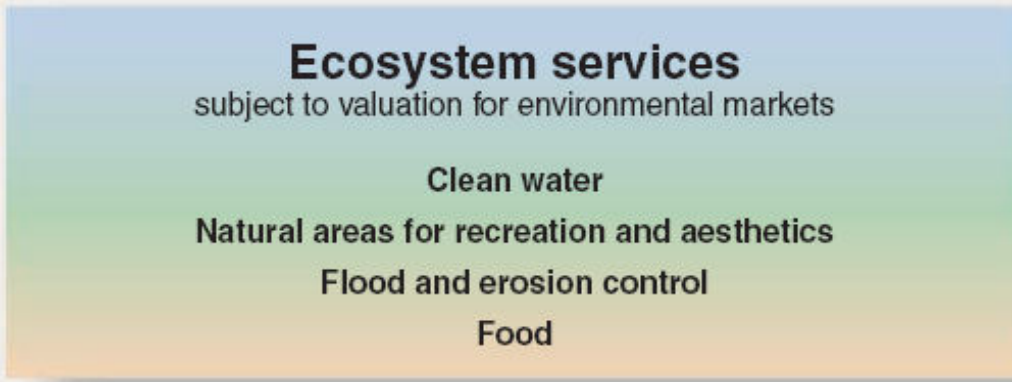 Ecosystem services
subject to valuation for environmental markets
Clean water
Natural areas for recreation and aesthetics
Flood and erosion control
Food